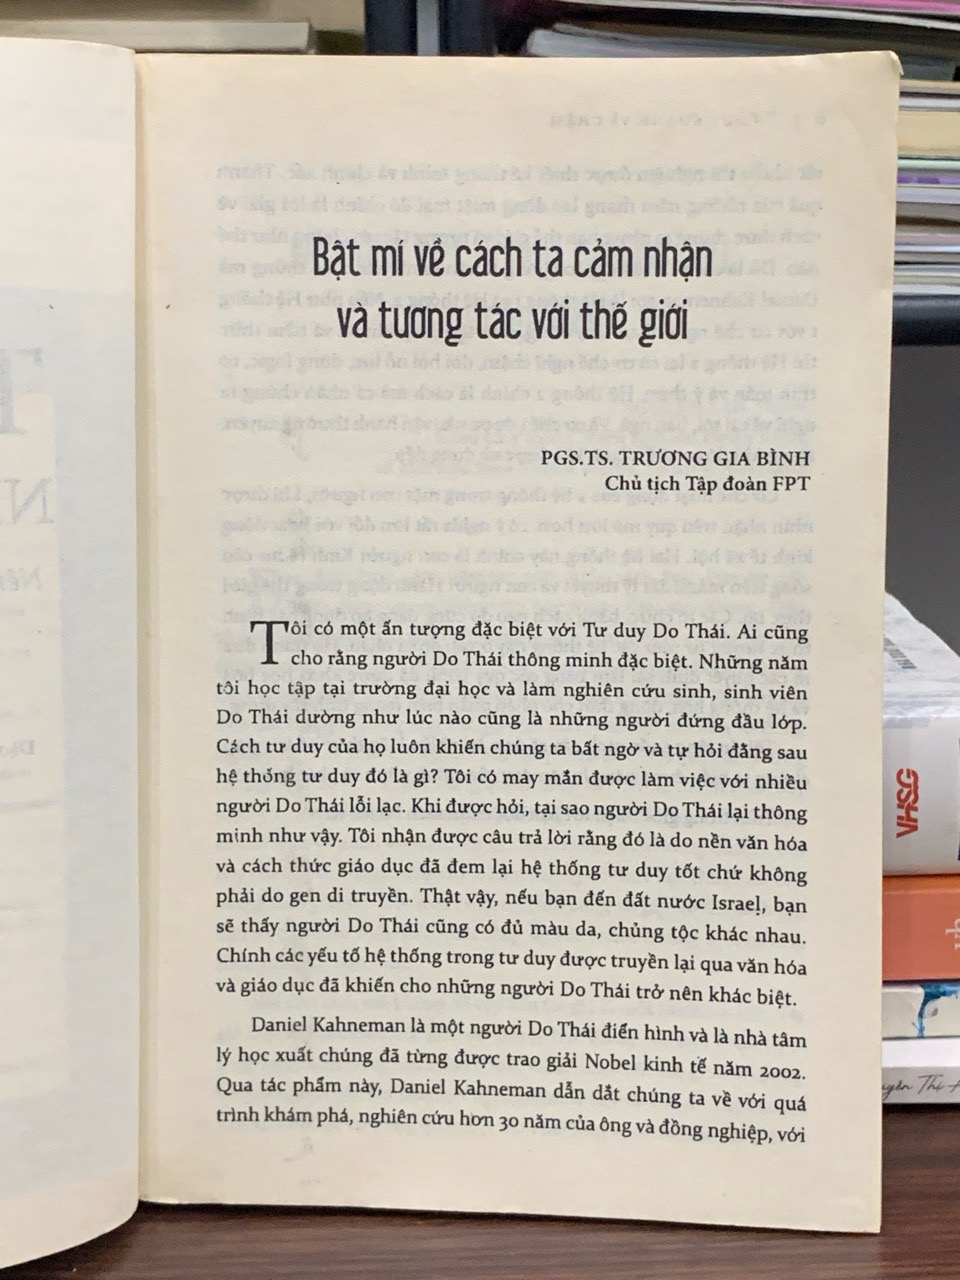 Bật mí về cách ta cảm nhận
và tương tác với thế giới
PGS.TS. TRƯƠNG GIA BÌNH
Chủ tịch Tập đoàn FPT
Tôi có một ấn tượng đặc biệt với Tư duy Do Thái. Ai cũng
cho rằng người Do Thái thông minh đặc biệt. Những năm
tôi học tập tại trường đại học và làm nghiên cứu sinh, sinh viên
Do Thái dường như lúc nào cũng là những người đứng đầu lớp.
Cách tư duy của họ luôn khiến chúng ta bất ngờ và tự hỏi đằng sau
hệ thống tư duy đó là gì? Tôi có may mắn được làm việc với nhiều
người Do Thái lỗi lạc. Khi được hỏi, tại sao người Do Thái lại thông
minh như vậy. Tôi nhận được câu trả lời rằng đó là do nền văn hóa
và cách thức giáo dục đã đem lại hệ thống tư duy tốt chứ không
phải do gen di truyền. Thật vậy, nếu bạn đến đất nước Israel, bạn
sẽ thấy người Do Thái cũng có đủ màu da, chủng tộc khác nhau.
Chính các yếu tố hệ thống trong tư duy được truyền lại qua văn hóa
và giáo dục đã khiến cho những người Do Thái trở nên khác biệt.
Daniel Kahneman là một người Do Thái điển hình và là nhà tâm
lý học xuất chúng đã từng được trao giải Nobel kinh tế năm 2002.
Qua tác phẩm này, Daniel Kahneman dẫn dắt chúng ta về với quá
trình khám phá, nghiên cứu hơn 30 năm của ông và đồng nghiệp, với
VHSG
Thị